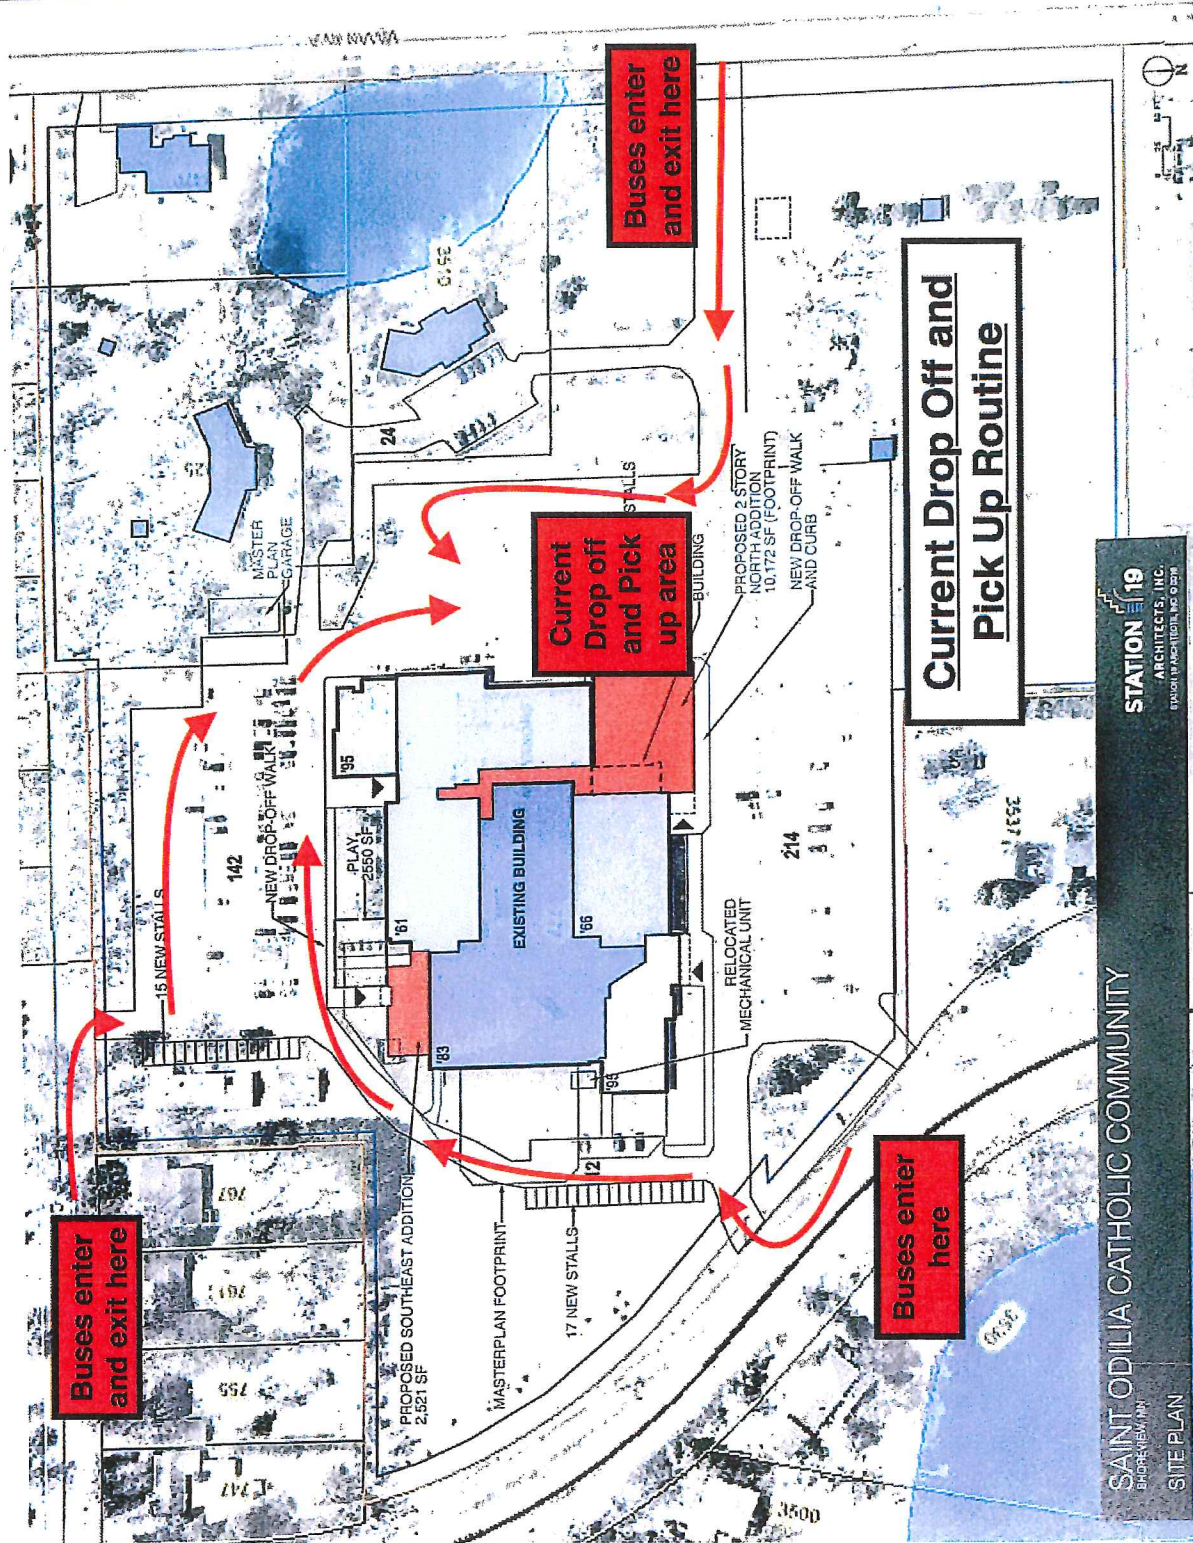 Buses enter
and exit here
Buses enter
and exit here
Buses enter
here
Current
Drop off
and Pick
up area
Current Drop Off and
Pick Up Routine
15 NEW STALLS
142
NEW DROP-OFF WALK
PLAY
2550 SF
MASTER
PLAN
GARAGE
25
24
3510
STALLS
BUILDING
PROPOSED 2 STORY
NORTH ADDITION
10,172 SF (FOOTPRINT)
NEW DROP-OFF WALK
AND CURB
'95
'61
'83
'66
'95
EXISTING BUILDING
RELOCATED
MECHANICAL UNIT
214
12
17 NEW STALLS
MASTERPLAN FOOTPRINT
PROPOSED SOUTHEAST ADDITION
2,521 SF
767
761
755
747
3500
3537
N
SAINT ODILIA CATHOLIC COMMUNITY
SHOREVIEW, MN
SITE PLAN
STATION 19
ARCHITECTS, INC.